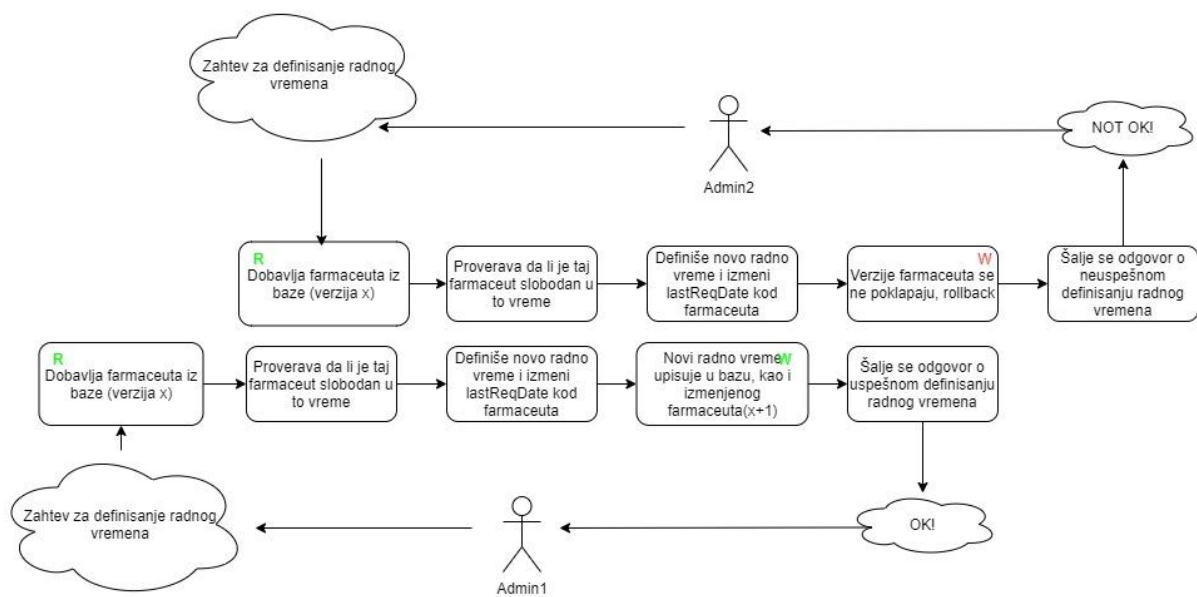 Zahtev za definisanje radnog
vremena
Admin2
NOT OK!
R
Dobavlja farmaceuta iz
baze (verzija x)
Proverava da li je taj
farmaceut slobodan u
to vreme
Definiše novo radno
vreme i izmeni
lastReqDate kod
farmaceuta
W
Verzije farmaceuta se
ne poklapaju, rollback
Šalje se odgovor o
neuspešnom
definisanju radnog
vremena
R
Dobavlja farmaceuta iz
baze (verzija x)
Proverava da li je taj
farmaceut slobodan u
to vreme
Definiše novo radno
vreme i izmeni
lastReqDate kod
farmaceuta
W
Novi radno vreme
upisuje u bazu, kao i
izmenjenog
farmaceuta(x+1)
Šalje se odgovor o
uspešnom definisanju
radnog vremena
Zahtev za definisanje radnog
vremena
Admin1
OK!